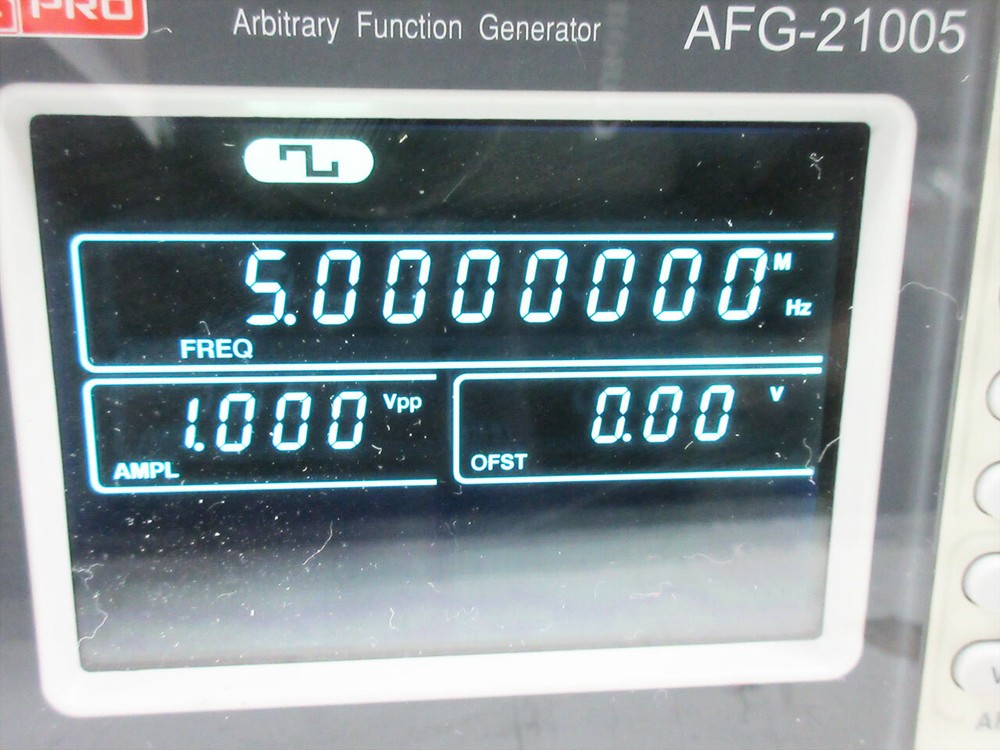 PRO
Arbitrary Function Generator AFG-21005
5.0000000 M
Hz
FREQ
1.000 Vpp
AMPL
0.00 V
OFST